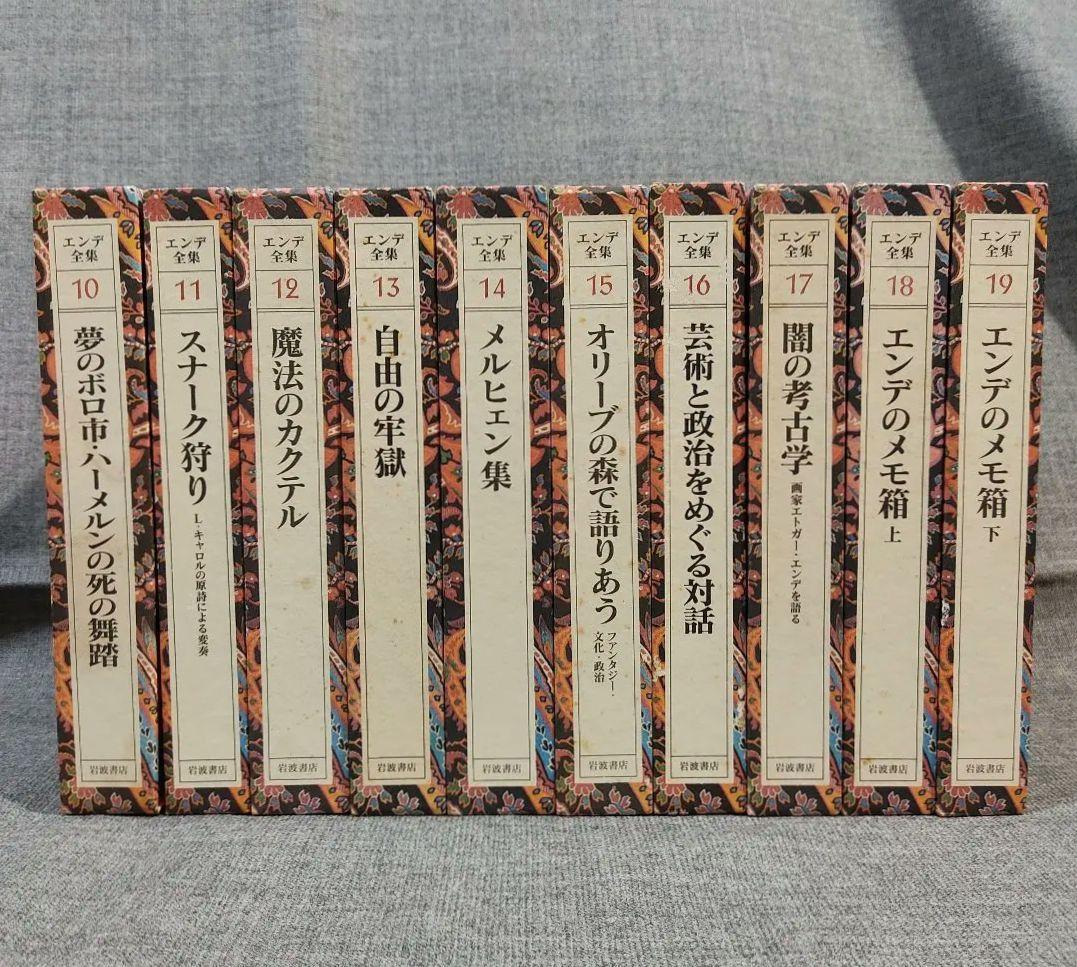 エンデ
全集
10
夢のボロ市・ハーメルンの死の舞踏
岩波書店
エンデ
全集
11
スナーク狩り
L・キャロルの原詩による変奏
岩波書店
エンデ
全集
12
魔法のカクテル
岩波書店
エンデ
全集
13
自由の牢獄
岩波書店
エンデ
全集
14
メルヒェン集
岩波書店
エンデ
全集
15
オリーブの森で語りあう
ファンタジー・
文化・政治
岩波書店
エンデ
全集
16
芸術と政治をめぐる対話
岩波書店
エンデ
全集
17
闇の考古学
画家エトガー・エンデを語る
岩波書店
エンデ
全集
18
エンデのメモ箱 上
岩波書店
エンデ
全集
19
エンデのメモ箱 下
岩波書店